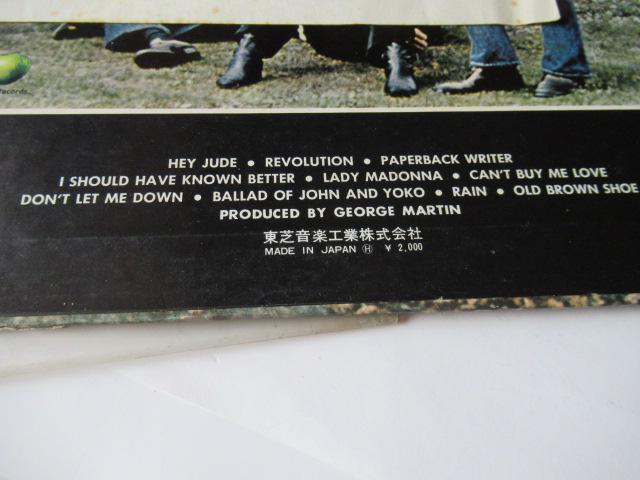 records
HEY JUDE • REVOLUTION • PAPERBACK WRITER
I SHOULD HAVE KNOWN BETTER • LADY MADONNA • CAN'T BUY ME LOVE
DON'T LET ME DOWN • BALLAD OF JOHN AND YOKO • RAIN • OLD BROWN SHOE
PRODUCED BY GEORGE MARTIN
東芝音楽工業株式会社
MADE IN JAPAN Ⓗ ¥ 2,000